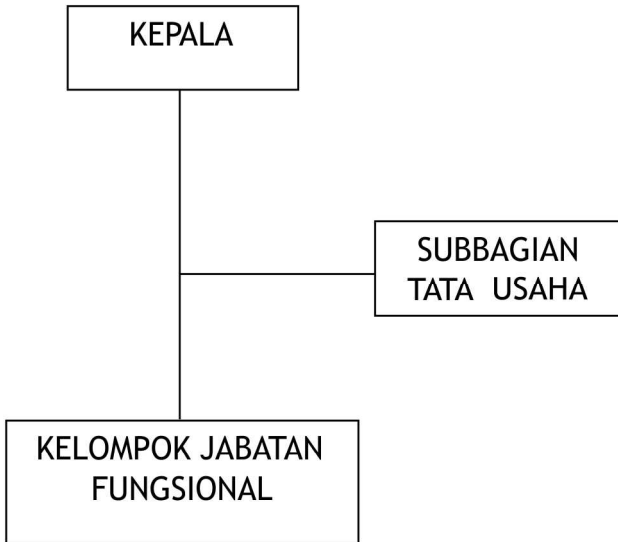 KEPALA
SUBBAGIAN
TATA USAHA
KELOMPOK JABATAN
FUNGSIONAL